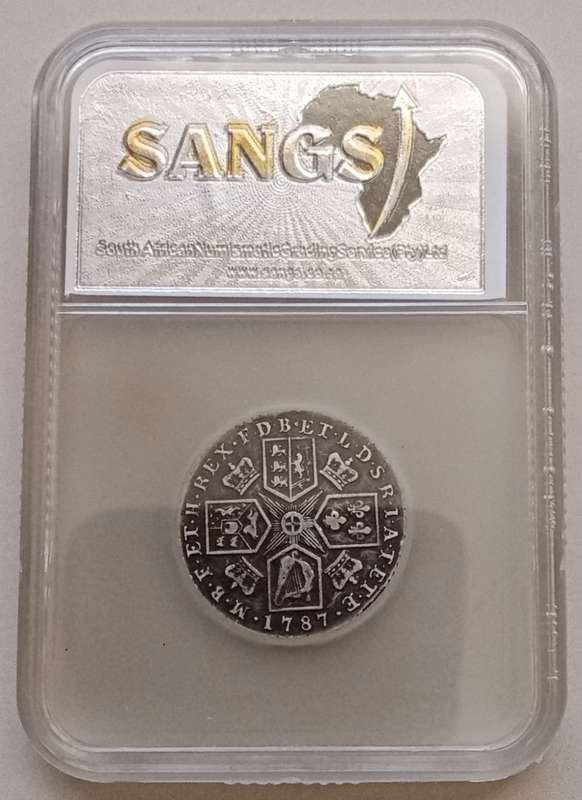 SANGS
South African Numismatic Grading Service (Pty) Ltd
www.sangs.co.za
M·B·F·ET·H·REX·F·D·B·ET·L·D·S·R·I·A·T·ET·E·
1787